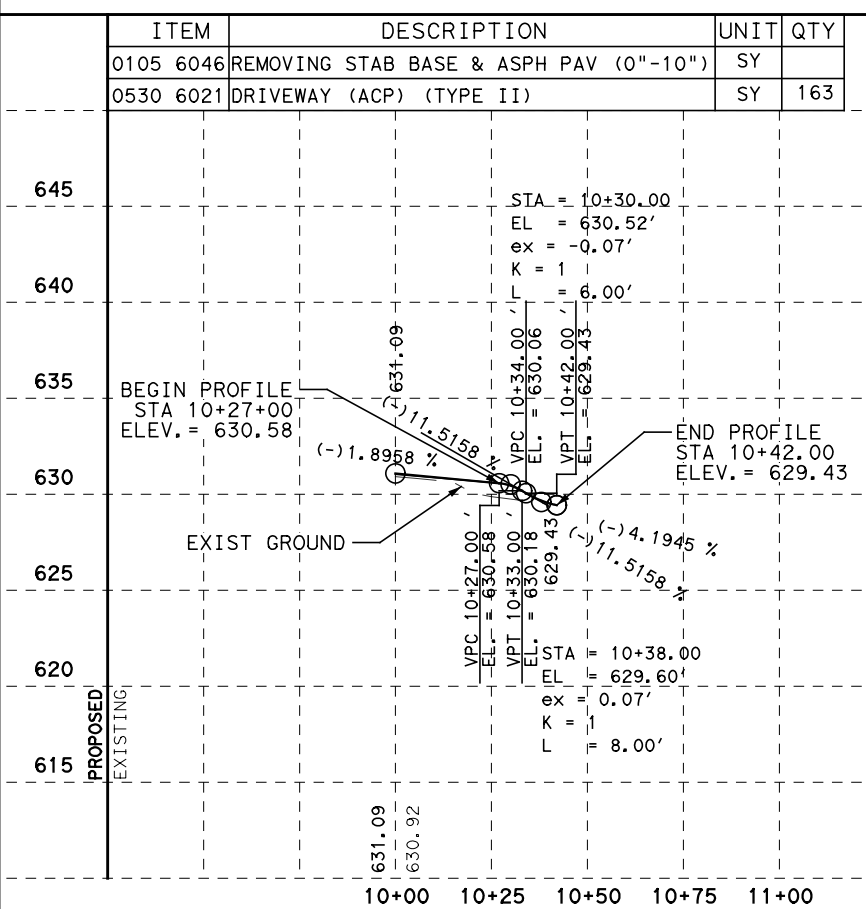 ITEM DESCRIPTION UNIT QTY
0105 6046 REMOVING STAB BASE & ASPH PAV (0"-10") SY
0530 6021 DRIVEWAY (ACP) (TYPE II) SY 163
645
640
635
630
625
620
615
STA = 10+30.00
EL = 630.52'
ex = -0.07'
K = 1
L = 6.00'
631.09
VPC 10+34.00 '
EL. = 630.06
VPT 10+42.00 '
EL. = 629.43
BEGIN PROFILE
STA 10+27+00
ELEV.= 630.58
(-)11.5158 %
(-)1.8958 %
END PROFILE
STA 10+42.00
ELEV.= 629.43
EXIST GROUND
VPC 10+27.00 '
EL. = 630.58
VPT 10+33.00 '
EL. = 630.18
629.43
(-)4.1945 %
(-)11.5158 %
STA = 10+38.00
EL = 629.60'
ex = 0.07'
K = 1
L = 8.00'
PROPOSED
EXISTING
631.09
630.92
10+00 10+25 10+50 10+75 11+00